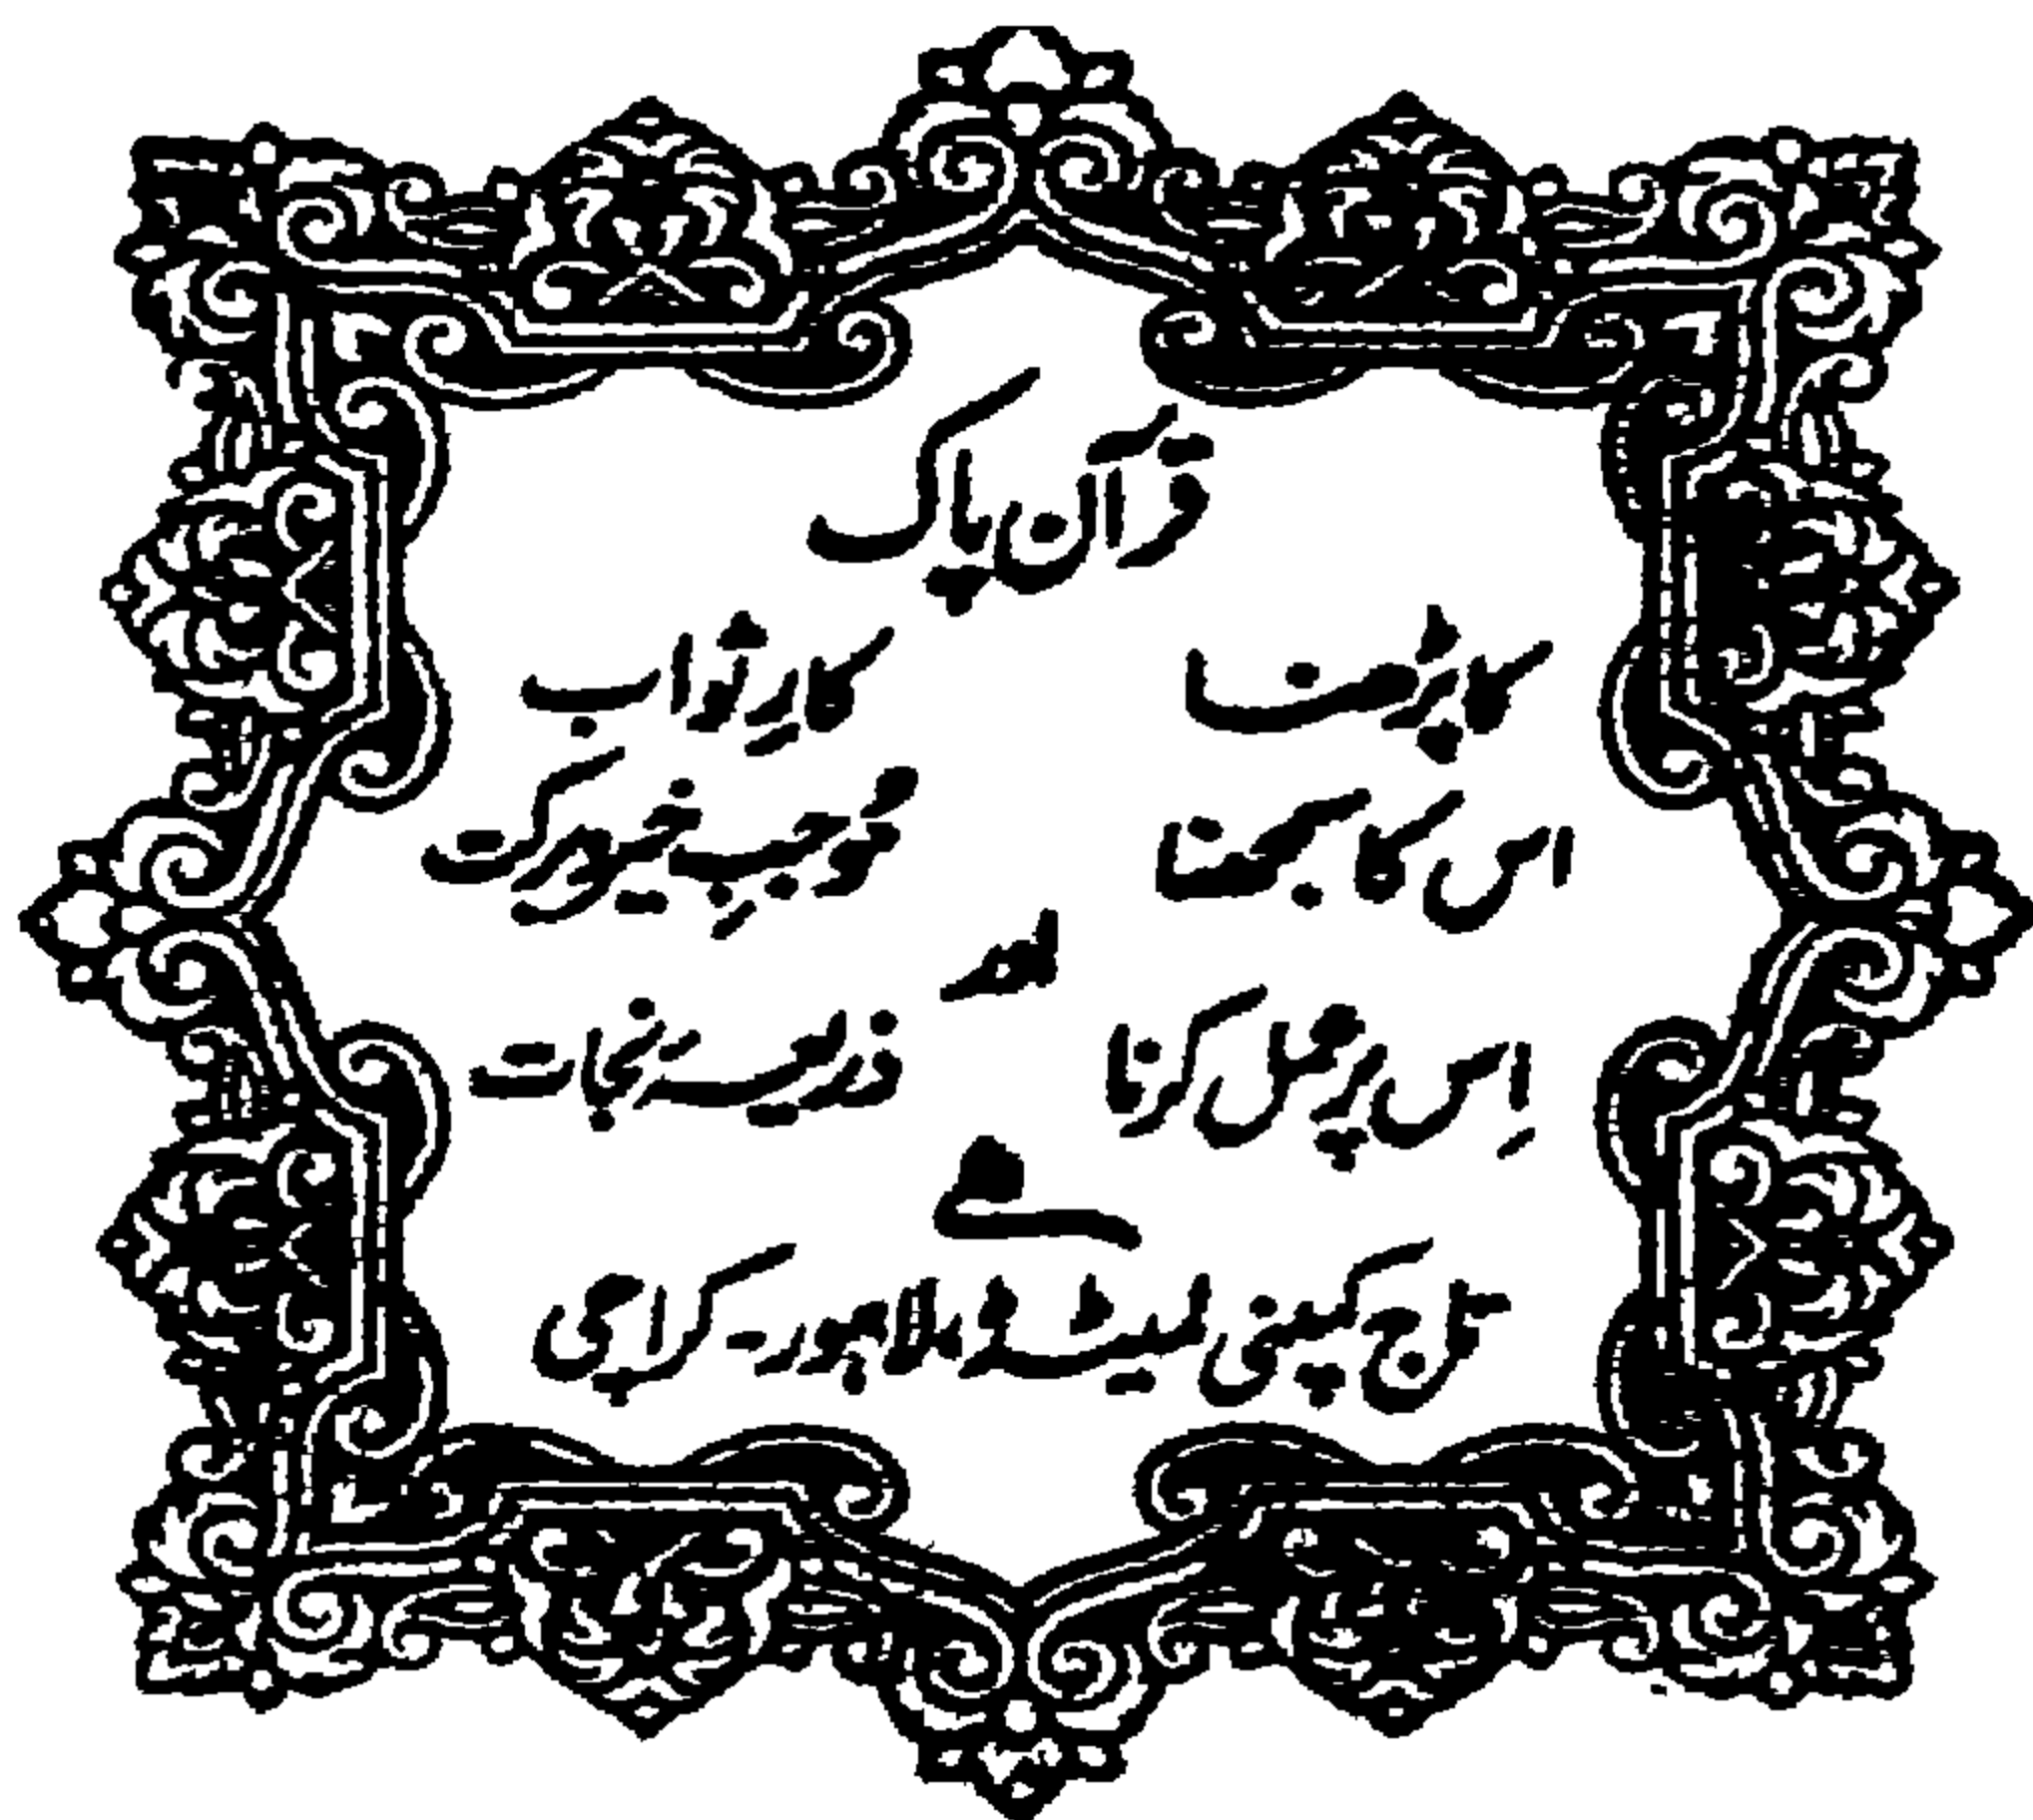 قرآن پاک
کا پڑھنا کارِ ثواب
اس کا سمجھنا موجبِ خیر و برکت
اور
اِس پر عمل کرنا ذریعۂ نجات
ہے
تاج کمپنی لمیٹڈ لاہور۔ کراچی